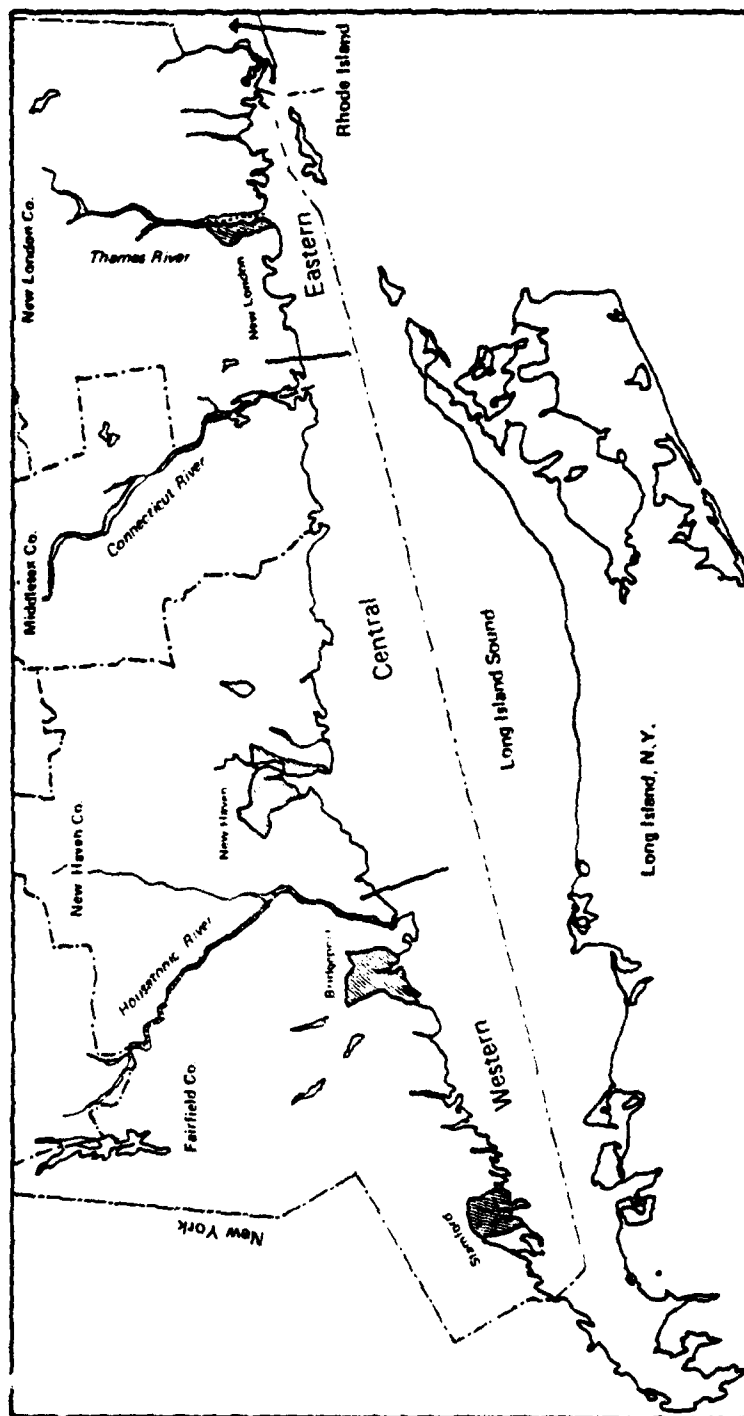 New London Co.
Middlesex Co.
New Haven Co.
Fairfield Co.
New York
Thames River
Connecticut River
Housatonic River
New London
New Haven
Bridgeport
Stamford
Rhode Island
Eastern
Central
Western
Long Island Sound
Long Island, N.Y.